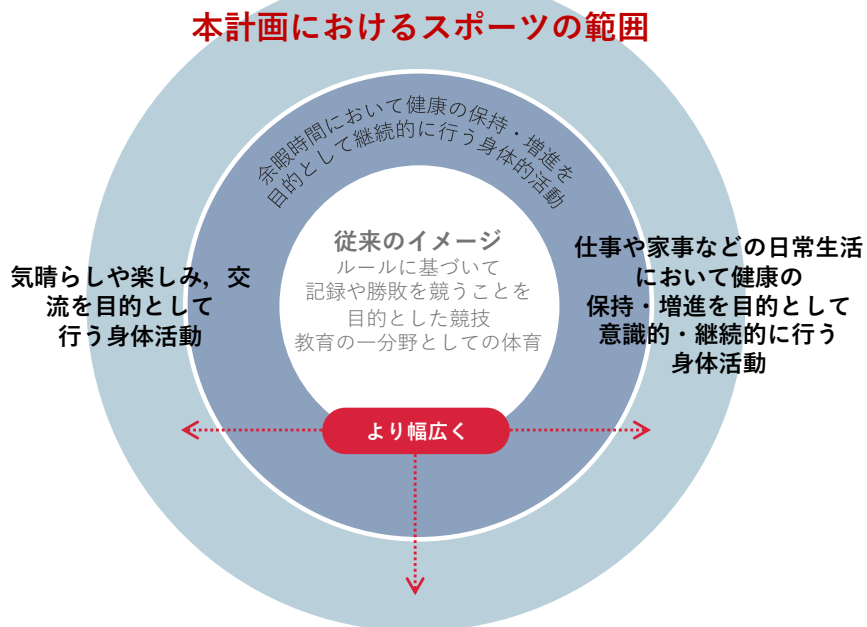 本計画におけるスポーツの範囲
余暇時間において健康の保持・増進を
目的として継続的に行う身体的活動
従来のイメージ
ルールに基づいて
記録や勝敗を競うことを
目的とした競技
教育の一分野としての体育
気晴らしや楽しみ，交
流を目的として
行う身体活動
仕事や家事などの日常生活
において健康の
保持・増進を目的として
意識的・継続的に行う
身体活動
より幅広く